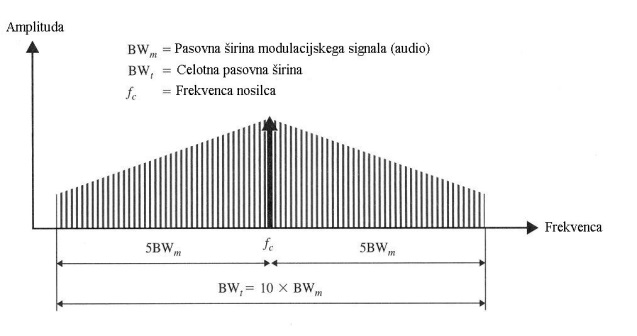 Amplituda
BWm = Pasovna širina modulacijskega signala (audio)
BWt = Celotna pasovna širina
fc = Frekvenca nosilca
Frekvenca
5BWm fc 5BWm
BWt = 10 × BWm